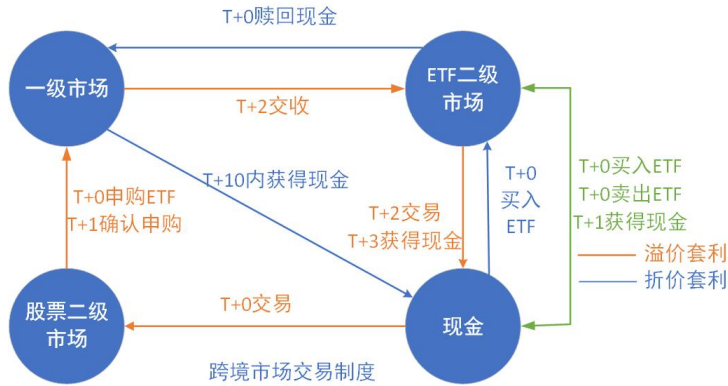 T+0赎回现金
一级市场
ETF二级
市场
T+2交收
T+0买入ETF
T+0卖出ETF
T+1获得现金
T+0
买入
ETF
T+10内获得现金
T+0申购ETF
T+1确认申购
T+2交易
T+3获得现金
溢价套利
折价套利
股票二级
市场
T+0交易
现金
跨境市场交易制度